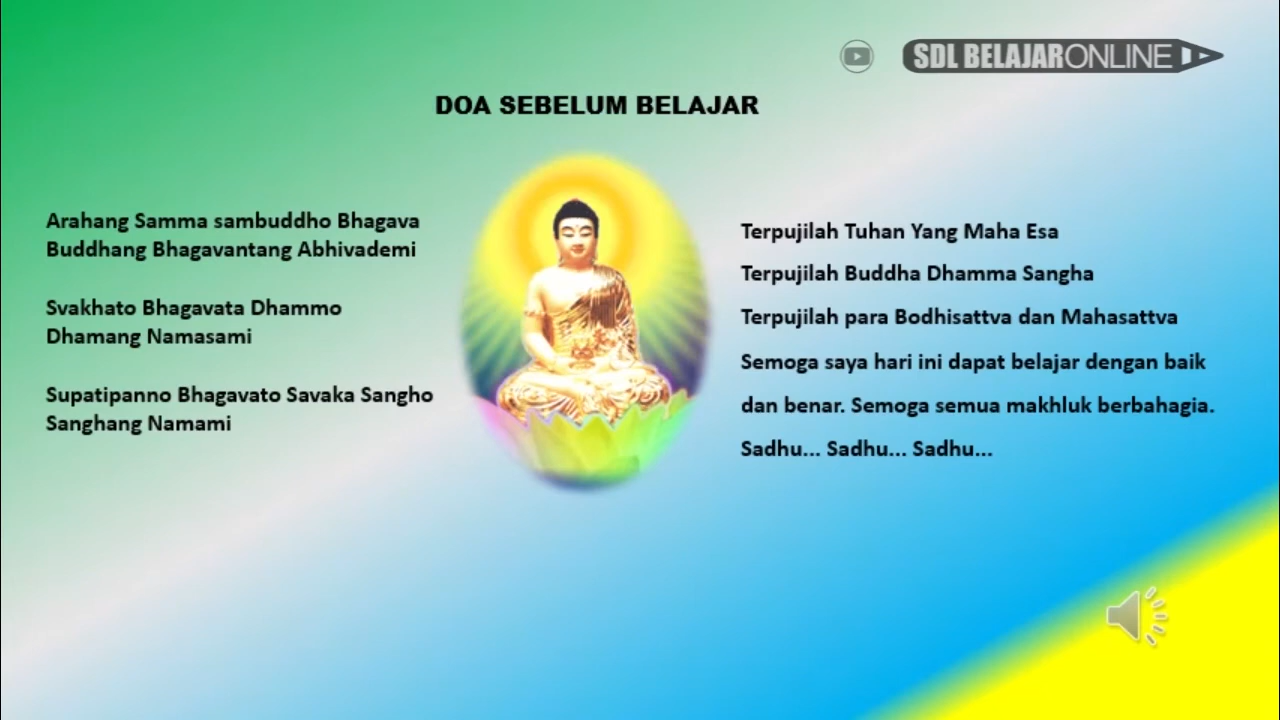 SDL BELAJARONLINE
DOA SEBELUM BELAJAR
Arahang Samma sambuddho Bhagava
Buddhang Bhagavantang Abhivademi
Svakhato Bhagavata Dhammo
Dhamang Namasami
Supatipanno Bhagavato Savaka Sangho
Sanghang Namami
Terpujilah Tuhan Yang Maha Esa
Terpujilah Buddha Dhamma Sangha
Terpujilah para Bodhisattva dan Mahasattva
Semoga saya hari ini dapat belajar dengan baik
dan benar. Semoga semua makhluk berbahagia.
Sadhu... Sadhu... Sadhu...